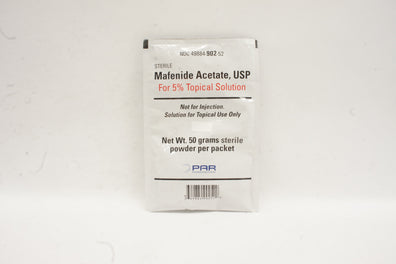 NDC 49884-902-52
STERILE
Mafenide Acetate, USP
For 5% Topical Solution
Not for Injection.
Solution for Topical Use Only
Net Wt. 50 grams sterile
powder per packet
PAR